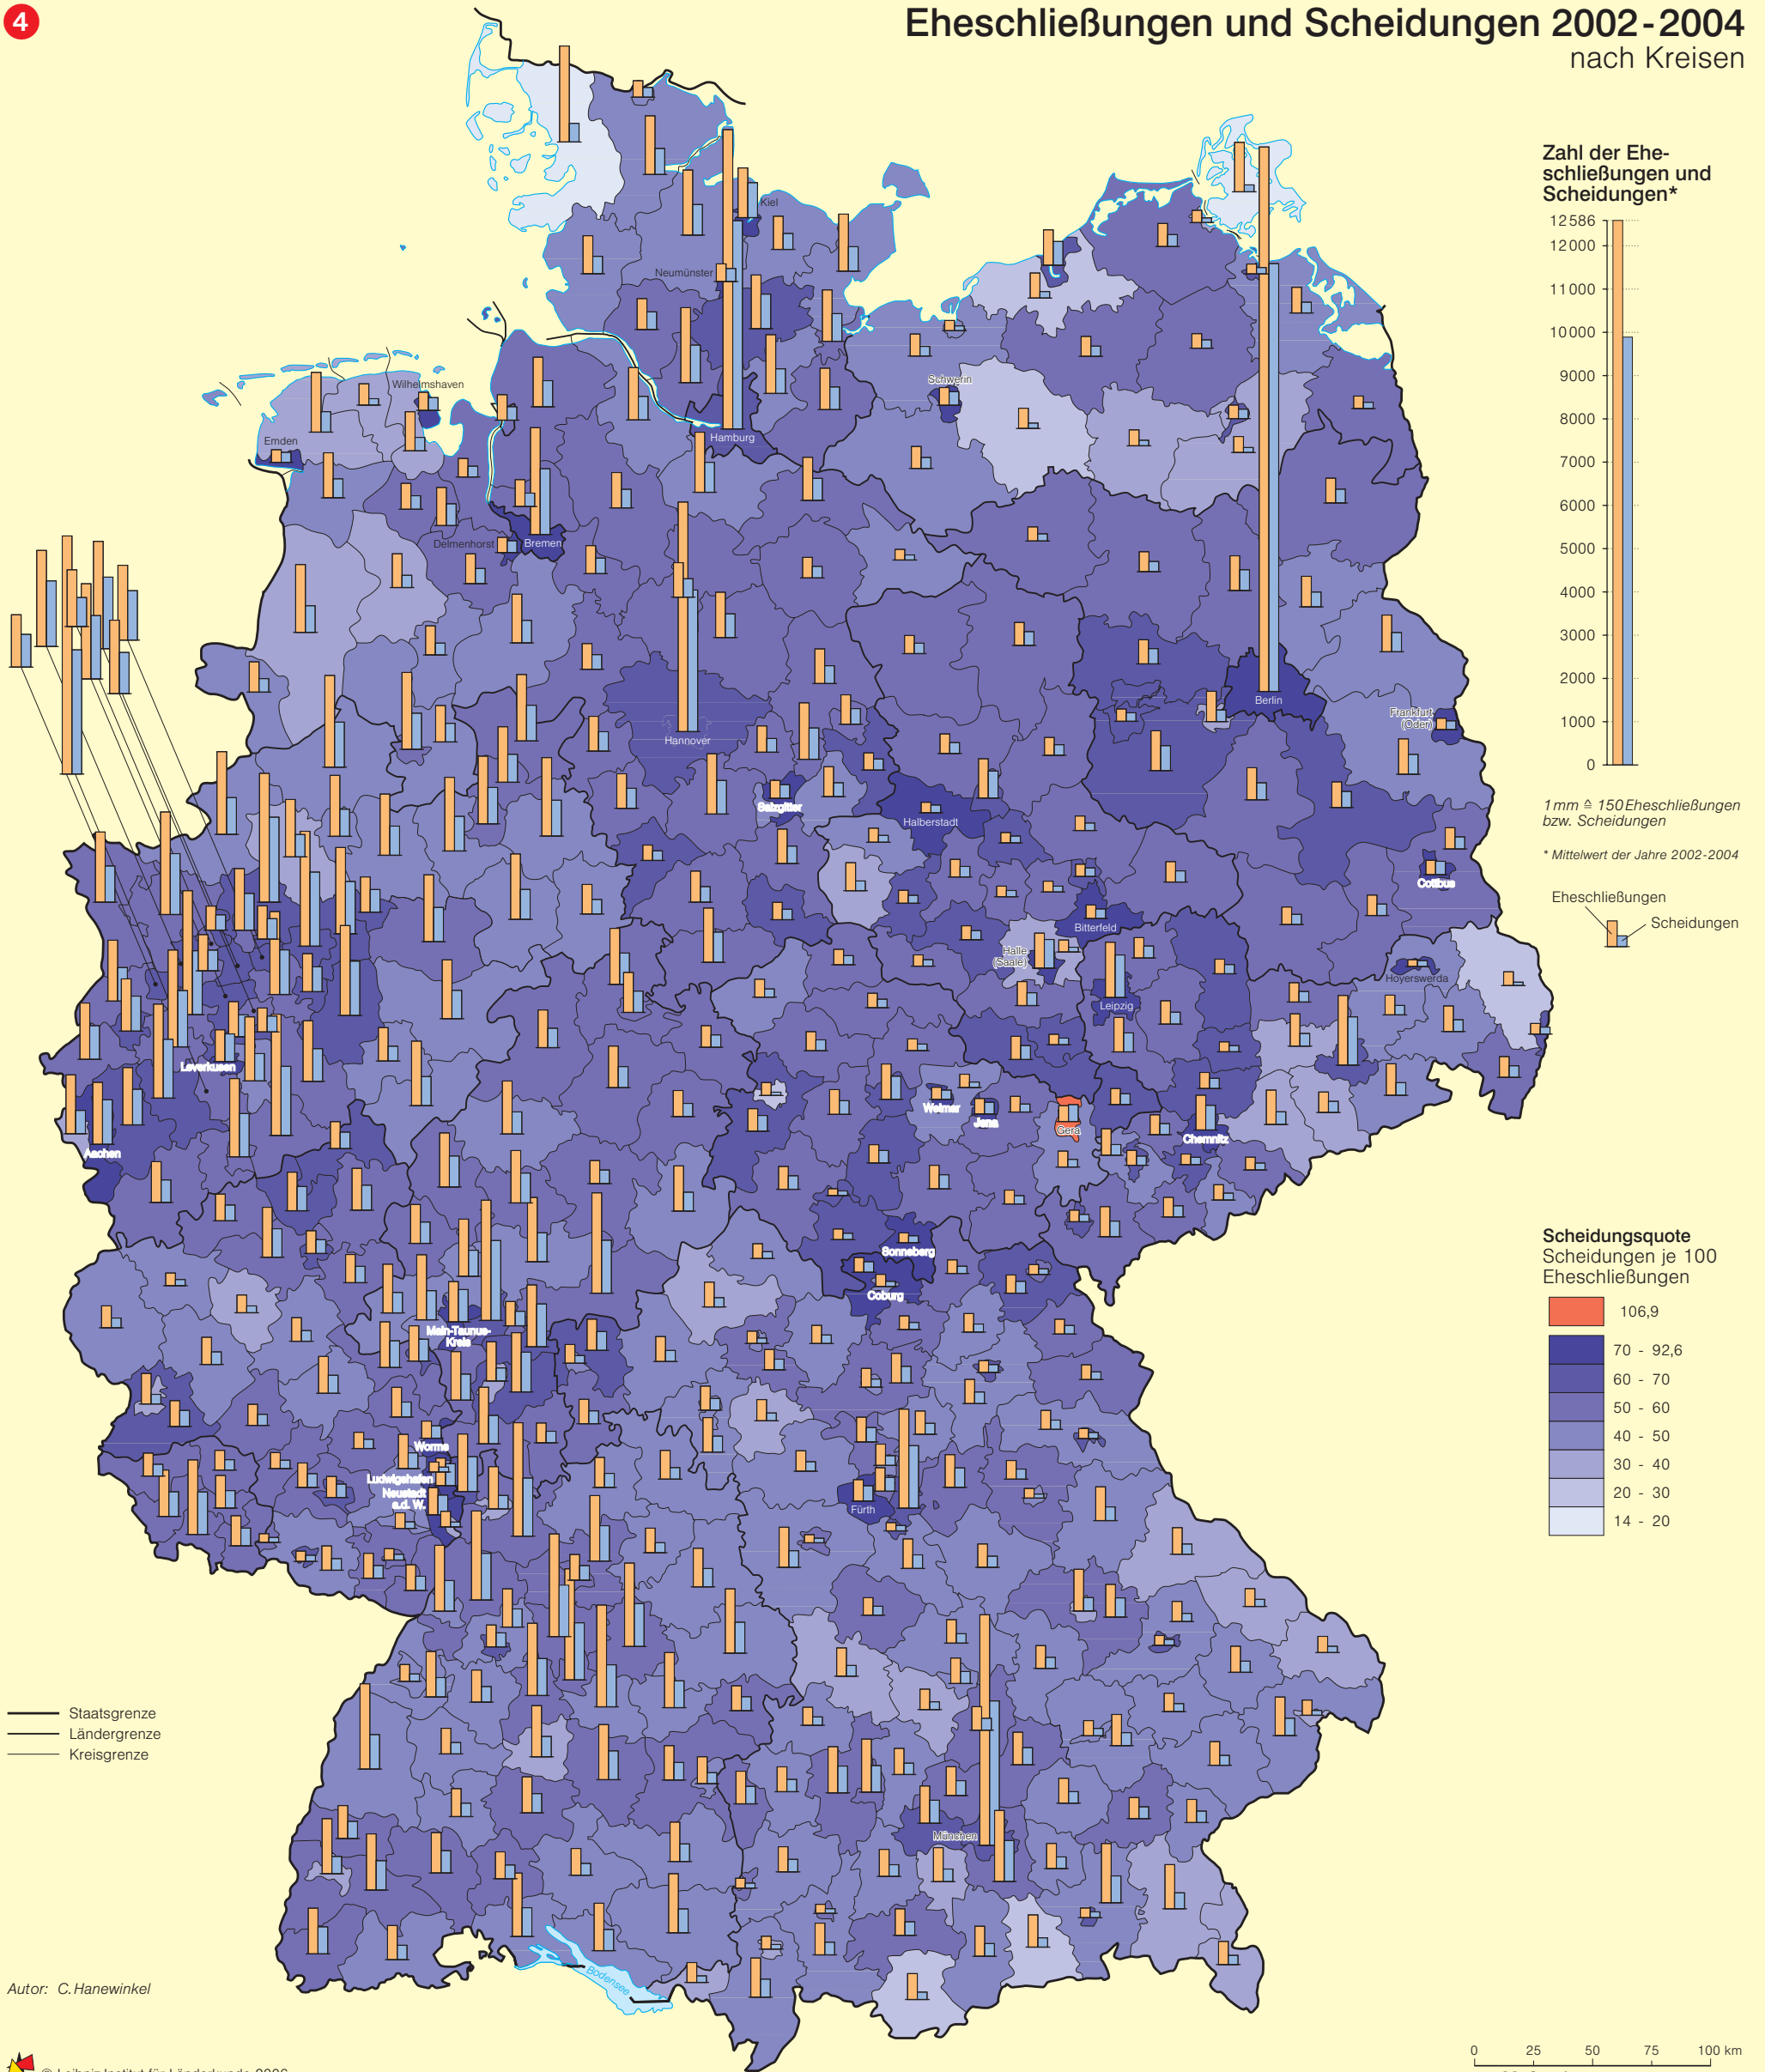 4
Eheschließungen und Scheidungen 2002-2004
nach Kreisen
Zahl der Ehe-
schließungen und
Scheidungen*
12586
12000
11000
10000
9000
8000
7000
6000
5000
4000
3000
2000
1000
0
1mm ≙ 150 Eheschließungen
bzw. Scheidungen
* Mittelwert der Jahre 2002-2004
Eheschließungen
Scheidungen
Kiel
Neumünster
Wilhelmshaven
Schwerin
Emden
Hamburg
Delmenhorst
Bremen
Berlin
Frankfurt
(Oder)
Hannover
Salzgitter
Halberstadt
Cottbus
Bitterfeld
Halle
(Saale)
Hoyerswerda
Leipzig
Leverkusen
Weimar
Jena
Gera
Chemnitz
Aachen
Sonneberg
Coburg
Main-Taunus-
Kreis
Worms
Ludwigshafen
Neustadt
a.d. W.
Fürth
München
Bodensee
Scheidungsquote
Scheidungen je 100
Eheschließungen
106,9
70 - 92,6
60 - 70
50 - 60
40 - 50
30 - 40
20 - 30
14 - 20
Staatsgrenze
Ländergrenze
Kreisgrenze
Autor: C.Hanewinkel
© Leibniz-Institut für Länderkunde 2006
0 25 50 75 100 km